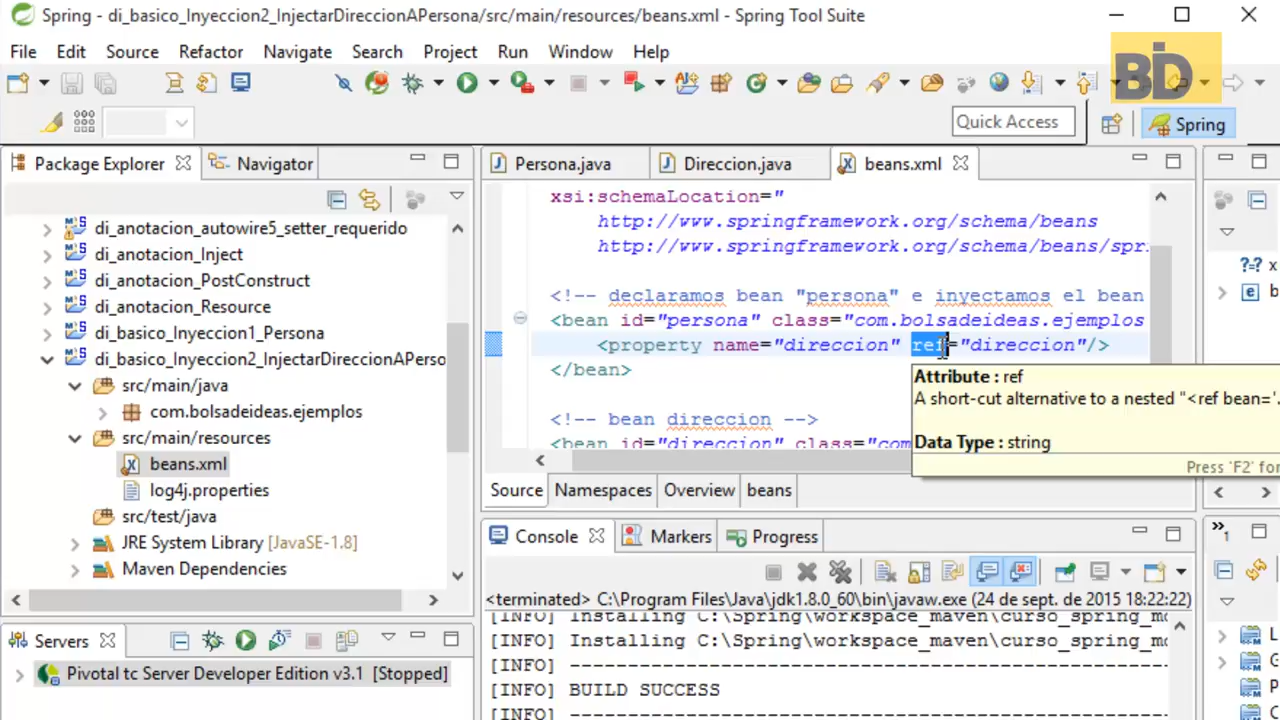 Spring - di_basico_Inyeccion2_InjectarDireccionAPersona/src/main/resources/beans.xml - Spring Tool Suite
File Edit Source Refactor Navigate Search Project Run Window Help
BiD
Quick Access
Spring
Package Explorer
Navigator
di_anotacion_autowire5_setter_requerido
di_anotacion_Inject
di_anotacion_PostConstruct
di_anotacion_Resource
di_basico_Inyeccion1_Persona
di_basico_Inyeccion2_InjectarDireccionAPerso
src/main/java
com.bolsadeideas.ejemplos
src/main/resources
beans.xml
log4j.properties
src/test/java
JRE System Library [JavaSE-1.8]
Maven Dependencies
Persona.java
Direccion.java
beans.xml
xsi:schemaLocation="
http://www.springframework.org/schema/beans
http://www.springframework.org/schema/beans/spri
<!-- declaramos bean "persona" e inyectamos el bean
<bean id="persona" class="com.bolsadeideas.ejemplos
<property name="direccion" ref="direccion"/>
</bean>
<!-- bean direccion -->
<bean id="direccion" class="com
Attribute : ref
A short-cut alternative to a nested "<ref bean='.
Data Type : string
Press 'F2' for
Source Namespaces Overview beans
x
b
Console
Markers
Progress
<terminated> C:\Program Files\Java\jdk1.8.0_60\bin\javaw.exe (24 de sept. de 2015 18:22:22)
[INFO] Installing C:\Spring\workspace_maven\curso_spring_mo
[INFO] Installing C:\Spring\workspace_maven\curso_spring_mo
[INFO] ------------------------------------------------------
[INFO] BUILD SUCCESS
[INFO] ------------------------------------------------------
Servers
Pivotal tc Server Developer Edition v3.1 [Stopped]